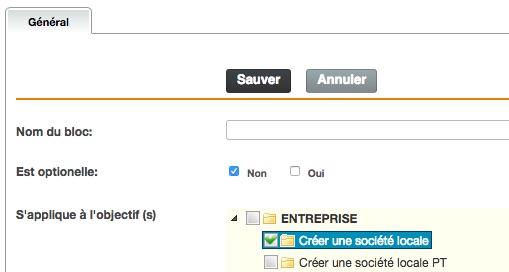 Général
Sauver Annuler
Nom du bloc:
Est optionelle: Non Oui
S'applique à l'objectif (s) ENTREPRISE
Créer une société locale
Créer une société locale PT